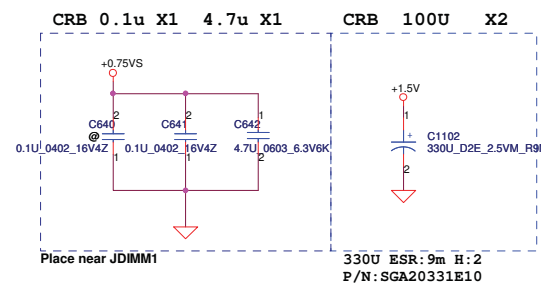 CRB 0.1u X1 4.7u X1
CRB 100U X2
+0.75VS
+1.5V
2
2
1
1
C640
C641
C642
@
C1102
+
0.1U_0402_16V4Z
0.1U_0402_16V4Z
4.7U_0603_6.3V6K
330U_D2E_2.5VM_R9
1
1
2
2
Place near JDIMM1
330U ESR:9m H:2
P/N:SGA20331E10